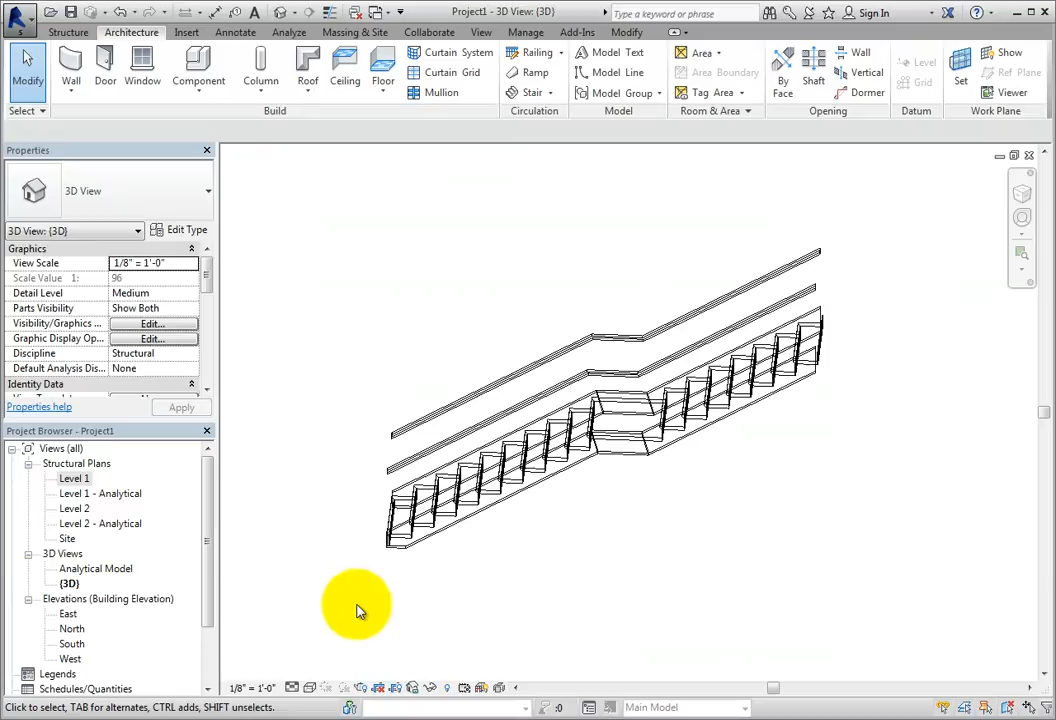 Project1 - 3D View: {3D}
Type a keyword or phrase
Sign In
Structure Architecture Insert Annotate Analyze Massing & Site Collaborate View Manage Add-Ins Modify
Modify Wall Door Window Component Column Roof Ceiling Floor
Curtain System
Curtain Grid
Mullion
Railing
Ramp
Stair
Model Text
Model Line
Model Group
Area
Area Boundary
Tag Area
By Face
Shaft
Wall
Vertical
Dormer
Level
Grid
Set
Show
Ref Plane
Viewer
Select Build Circulation Model Room & Area Opening Datum Work Plane
Properties
3D View
3D View: {3D} Edit Type
Graphics
View Scale 1/8" = 1'-0"
Scale Value 1: 96
Detail Level Medium
Parts Visibility Show Both
Visibility/Graphics ... Edit...
Graphic Display Op... Edit...
Discipline Structural
Analysis Display None
Identity Data
Properties help Apply
Project Browser - Project1
Views (all)
Structural Plans
Level 1
Level 1 - Analytical
Level 2
Level 2 - Analytical
Site
3D Views
Analytical Model
{3D}
Elevations (Building Elevation)
East
North
South
West
Legends
Schedules/Quantities
1/8" = 1'-0"
Click to select, TAB for alternates, CTRL adds, SHIFT unselects.
:0
Main Model